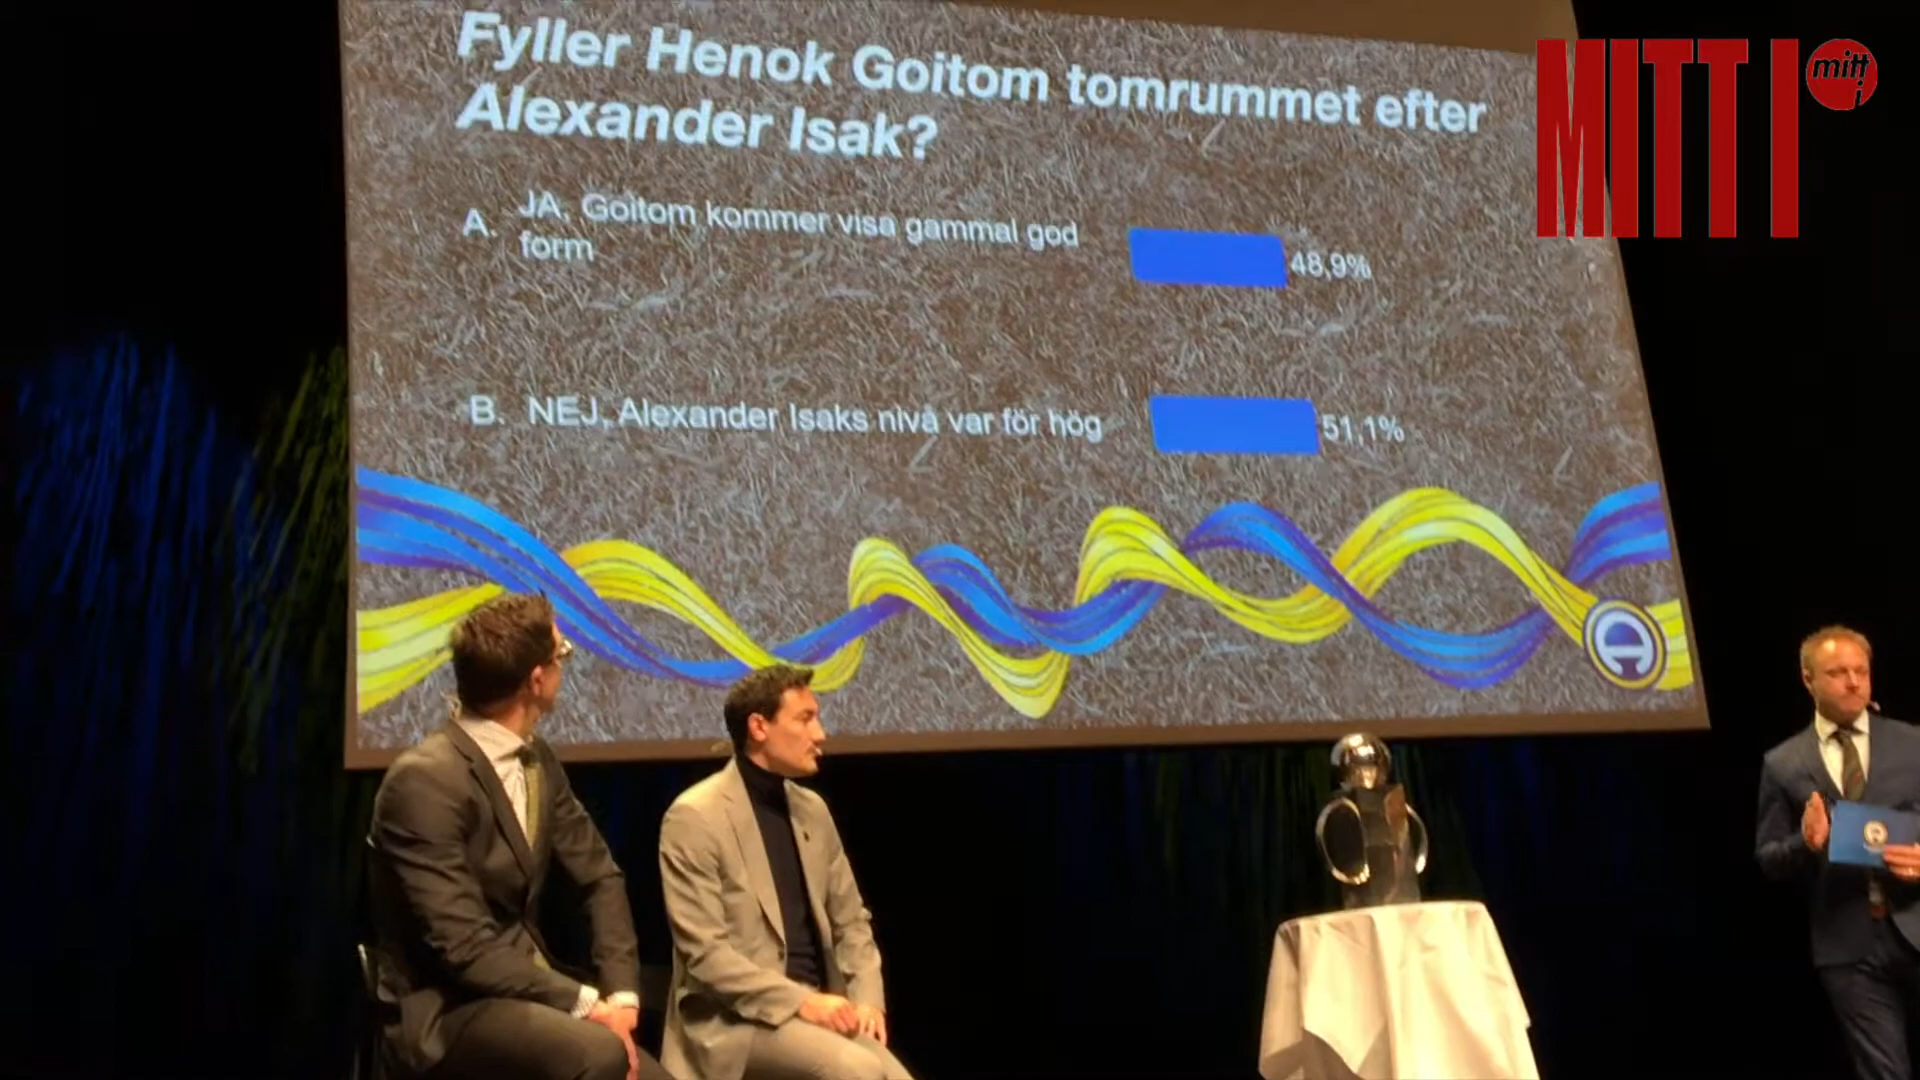 Fyller Henok Goitom tomrummet efter
Alexander Isak?
MITT I
mitt
i
A. JA, Goitom kommer visa gammal god
form
48,9%
B. NEJ, Alexander Isaks nivå var för hög
51,1%